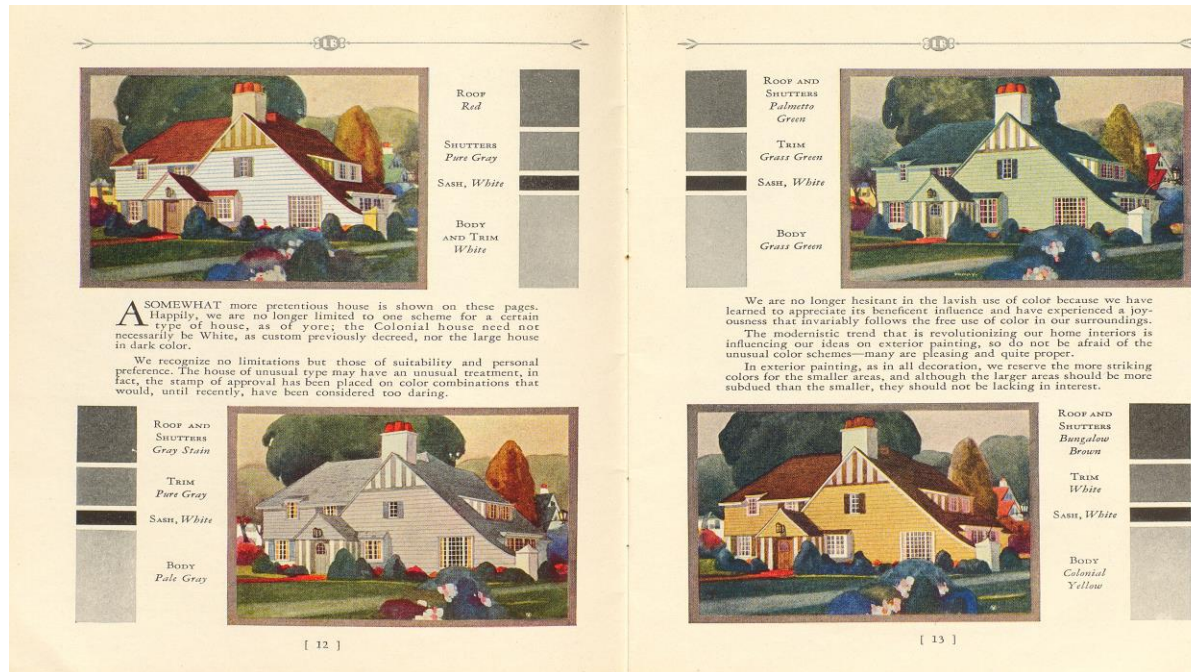 LB
ROOF
Red
SHUTTERS
Pure Gray
SASH, White
BODY
AND TRIM
White
A SOMEWHAT more pretentious house is shown on these pages.
Happily, we are no longer limited to one scheme for a certain
type of house, as of yore; the Colonial house need not
necessarily be White, as custom previously decreed, nor the large house
in dark color.
We recognize no limitations but those of suitability and personal
preference. The house of unusual type may have an unusual treatment, in
fact, the stamp of approval has been placed on color combinations that
would, until recently, have been considered too daring.
ROOF AND
SHUTTERS
Gray Stain
TRIM
Pure Gray
SASH, White
BODY
Pale Gray
[ 12 ]
LB
ROOF AND
SHUTTERS
Palmetto
Green
TRIM
Grass Green
SASH, White
BODY
Grass Green
We are no longer hesitant in the lavish use of color because we have
learned to appreciate its beneficent influence and have experienced a joy-
ousness that invariably follows the free use of color in our surroundings.
The modernistic trend that is revolutionizing our home interiors is
influencing our ideas on exterior painting, so do not be afraid of the
unusual color schemes—many are pleasing and quite proper.
In exterior painting, as in all decoration, we reserve the more striking
colors for the smaller areas, and although the larger areas should be more
subdued than the smaller, they should not be lacking in interest.
ROOF AND
SHUTTERS
Bungalow
Brown
TRIM
White
SASH, White
BODY
Colonial
Yellow
[ 13 ]